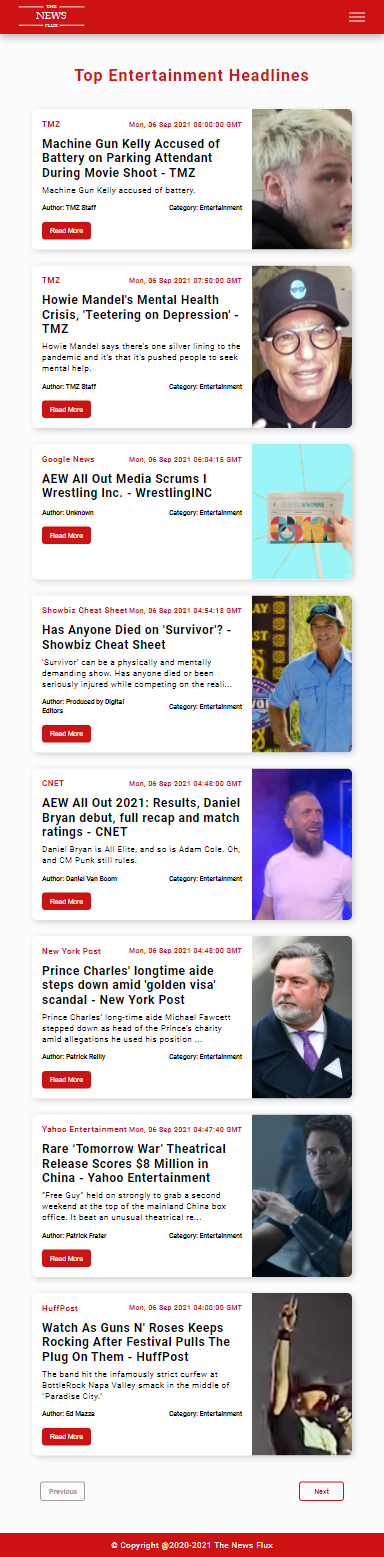 THE
NEWS
FLUX
Top Entertainment Headlines
TMZ Mon, 06 Sep 2021 08:00:00 GMT
Machine Gun Kelly Accused of
Battery on Parking Attendant
During Movie Shoot - TMZ
Machine Gun Kelly accused of battery.
Author: TMZ Staff Category: Entertainment
Read More
TMZ Mon, 06 Sep 2021 07:50:00 GMT
Howie Mandel's Mental Health
Crisis, 'Teetering on Depression' -
TMZ
Howie Mandel says there's one silver lining to the
pandemic and it's that it's pushed people to seek
mental help.
Author: TMZ Staff Category: Entertainment
Read More
Google News Mon, 06 Sep 2021 06:04:15 GMT
AEW All Out Media Scrums I
Wrestling Inc. - WrestlingINC
Author: Unknown Category: Entertainment
Read More
Showbiz Cheat Sheet Mon, 06 Sep 2021 04:54:18 GMT
Has Anyone Died on 'Survivor'? -
Showbiz Cheat Sheet
'Survivor' can be a physically and mentally
demanding show. Has anyone died or been
seriously injured while competing on the reali...
Author: Produced by Digital
Editors
Category: Entertainment
Read More
CNET Mon, 06 Sep 2021 04:48:00 GMT
AEW All Out 2021: Results, Daniel
Bryan debut, full recap and match
ratings - CNET
Daniel Bryan is All Elite, and so is Adam Cole. Oh,
and CM Punk still rules.
Author: Daniel Van Boom Category: Entertainment
Read More
New York Post Mon, 06 Sep 2021 04:48:00 GMT
Prince Charles' longtime aide
steps down amid 'golden visa'
scandal - New York Post
Prince Charles' long-time aide Michael Fawcett
stepped down as head of the Prince's charity
amid allegations he used his position ...
Author: Patrick Reilly Category: Entertainment
Read More
Yahoo Entertainment Mon, 06 Sep 2021 04:47:40 GMT
Rare ‘Tomorrow War’ Theatrical
Release Scores $8 Million in
China - Yahoo Entertainment
“Free Guy” held on strongly to grab a second
weekend at the top of the mainland China box
office. It beat an unusual theatrical re...
Author: Patrick Frater Category: Entertainment
Read More
HuffPost Mon, 06 Sep 2021 04:00:00 GMT
Watch As Guns N' Roses Keeps
Rocking After Festival Pulls The
Plug On Them - HuffPost
The band hit the infamously strict curfew at
BottleRock Napa Valley smack in the middle of
"Paradise City."
Author: Ed Mazza Category: Entertainment
Read More
Previous Next
© Copyright @2020-2021 The News Flux